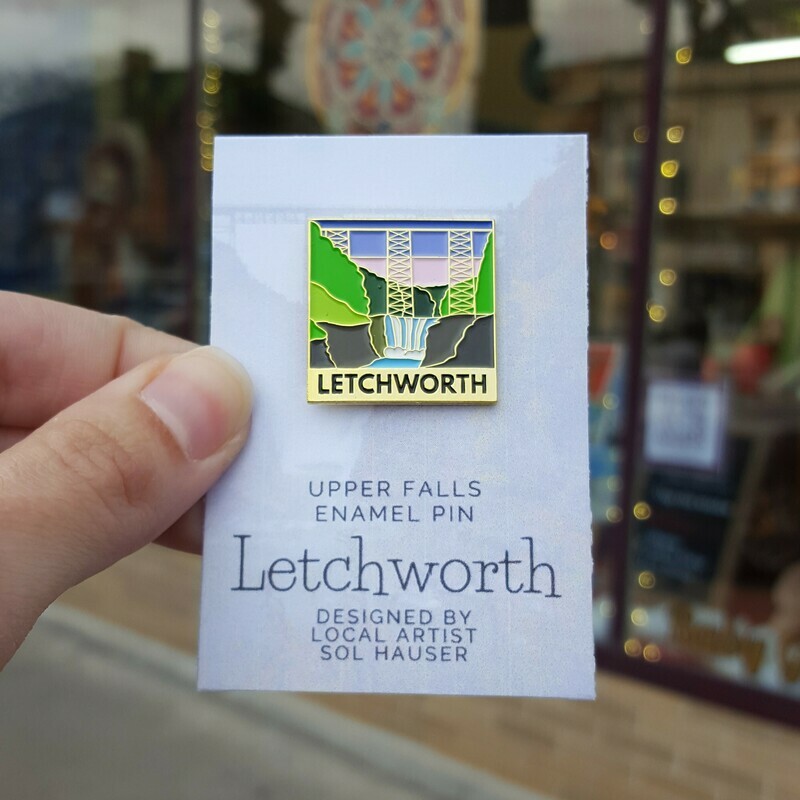 LETCHWORTH
UPPER FALLS
ENAMEL PIN
Letchworth
DESIGNED BY
LOCAL ARTIST
SOL HAUSER